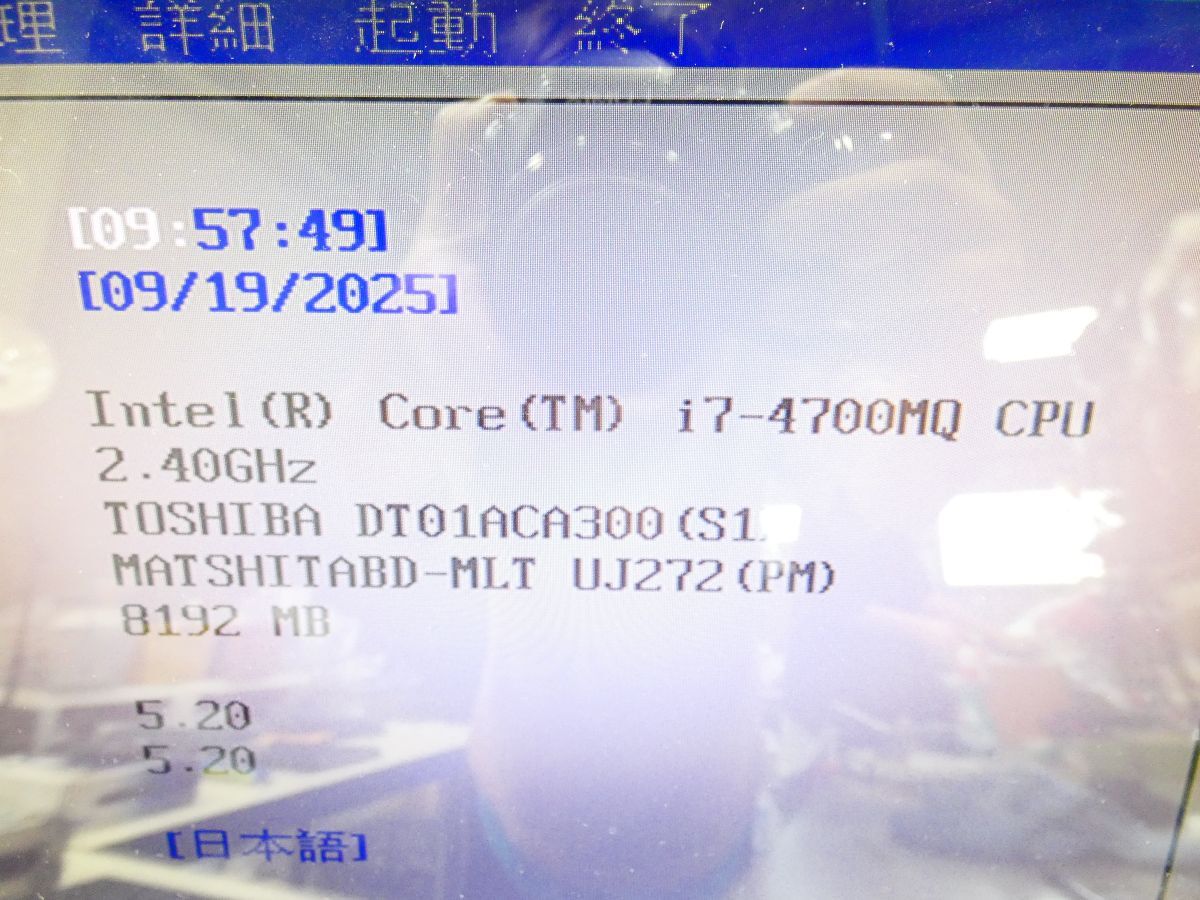 理 詳細 起動 終了
[09:57:49]
[09/19/2025]
Intel(R) Core(TM) i7-4700MQ CPU
2.40GHz
TOSHIBA DT01ACA300(S1
MATSHITABD-MLT UJ272(PM)
8192 MB
5.20
5.20
[日本語]